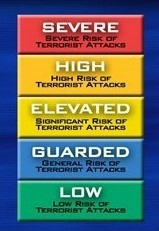 SEVERE
SEVERE RISK OF
TERRORIST ATTACKS
HIGH
HIGH RISK OF
TERRORIST ATTACKS
ELEVATED
SIGNIFICANT RISK OF
TERRORIST ATTACKS
GUARDED
GENERAL RISK OF
TERRORIST ATTACKS
LOW
LOW RISK OF
TERRORIST ATTACKS